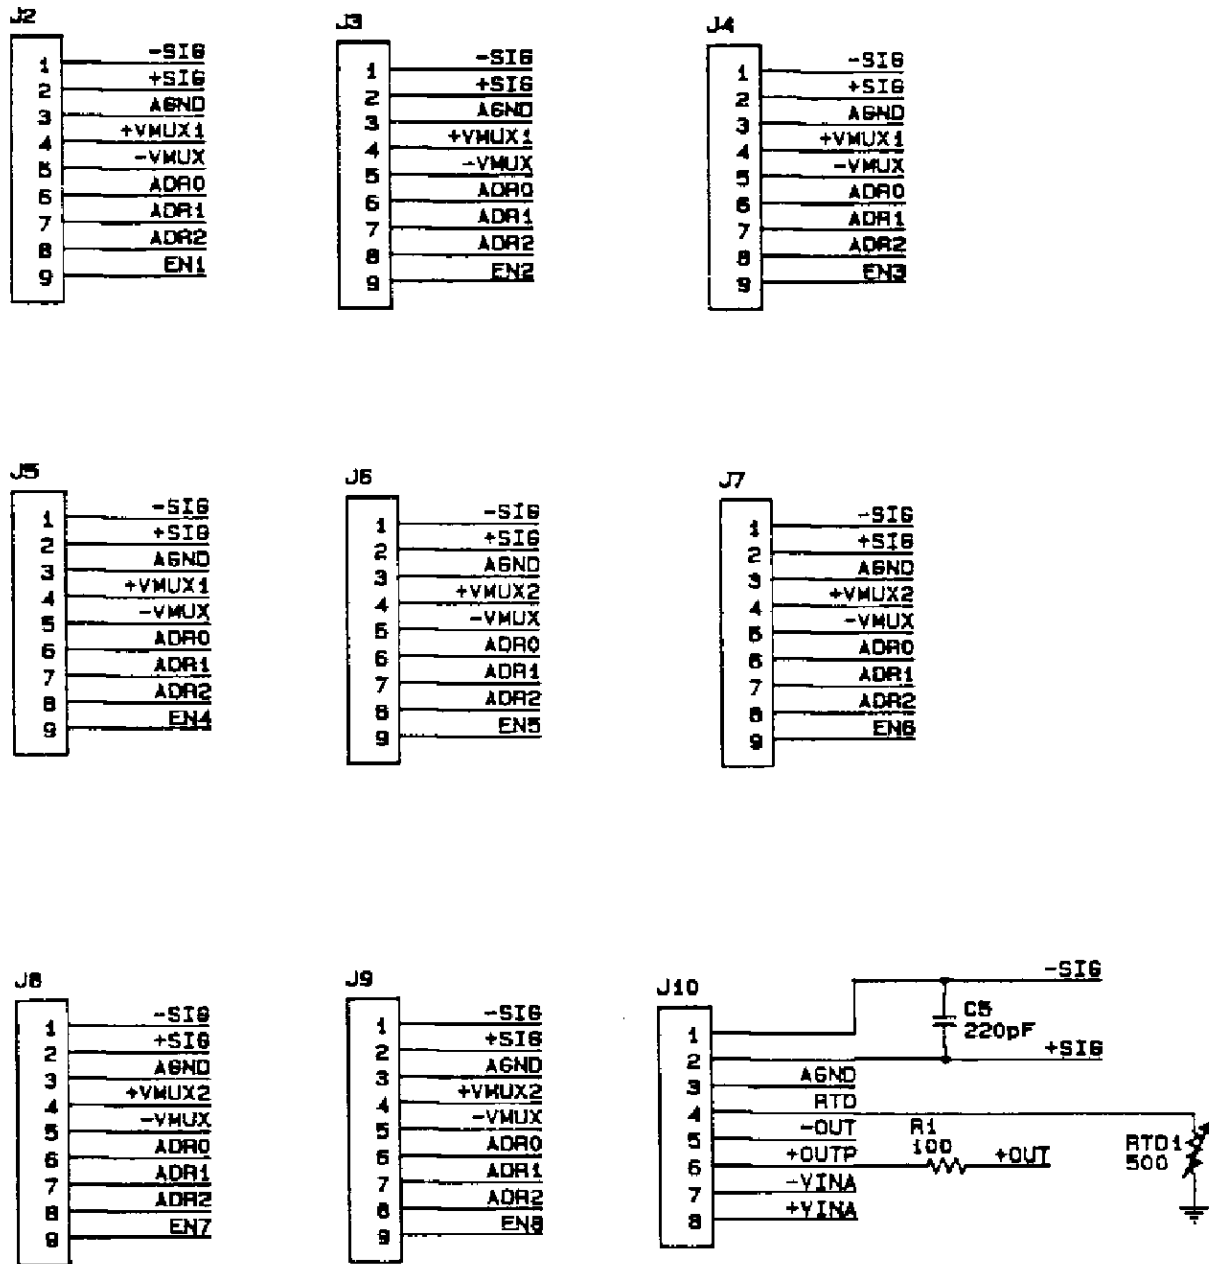 J2
1 -SIG
2 +SIG
3 AGND
4 +VMUX1
5 -VMUX
6 ADR0
7 ADR1
8 ADR2
9 EN1
J3
1 -SIG
2 +SIG
3 AGND
4 +VMUX1
5 -VMUX
6 ADR0
7 ADR1
8 ADR2
9 EN2
J4
1 -SIG
2 +SIG
3 AGND
4 +VMUX1
5 -VMUX
6 ADR0
7 ADR1
8 ADR2
9 EN3
J5
1 -SIG
2 +SIG
3 AGND
4 +VMUX1
5 -VMUX
6 ADR0
7 ADR1
8 ADR2
9 EN4
J6
1 -SIG
2 +SIG
3 AGND
4 +VMUX2
5 -VMUX
6 ADR0
7 ADR1
8 ADR2
9 EN5
J7
1 -SIG
2 +SIG
3 AGND
4 +VMUX2
5 -VMUX
6 ADR0
7 ADR1
8 ADR2
9 EN6
J8
1 -SIG
2 +SIG
3 AGND
4 +VMUX2
5 -VMUX
6 ADR0
7 ADR1
8 ADR2
9 EN7
J9
1 -SIG
2 +SIG
3 AGND
4 +VMUX2
5 -VMUX
6 ADR0
7 ADR1
8 ADR2
9 EN8
J10
-SIG
1
C5
220pF
2 +SIG
3 AGND
4 RTD
5 -OUT
6 +OUTP
7 -VINA
8 +VINA
R1
100
+OUT
RTD1
500